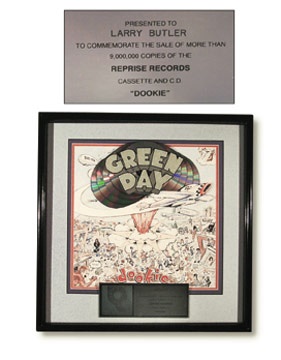 PRESENTED TO
LARRY BUTLER
TO COMMEMORATE THE SALE OF MORE THAN
9,000,000 COPIES OF THE
REPRISE RECORDS
CASSETTE AND C.D.
"DOOKIE"
GREEN
DAY
dookie